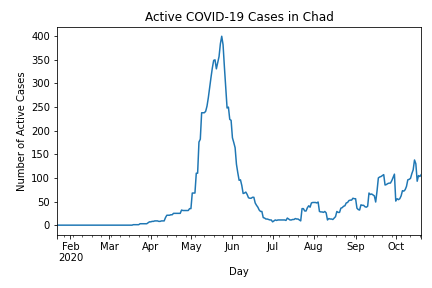 Active COVID-19 Cases in Chad
Number of Active Cases
400
350
300
250
200
150
100
50
0
Feb Mar Apr May Jun Jul Aug Sep Oct
2020
Day